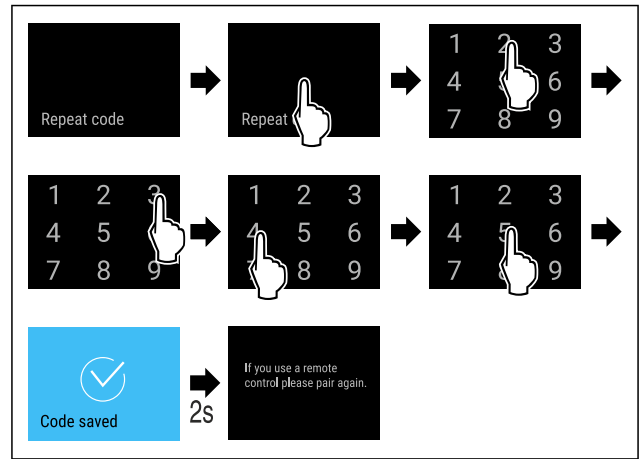 Repeat code
Repeat
1 2 3
4 6
7 8 9
1 2 3
4 5
7 8 9
1 2 3
4 5 6
8 9
1 2 3
4 5 6
7 9
Code saved
2s
If you use a remote
control please pair again.